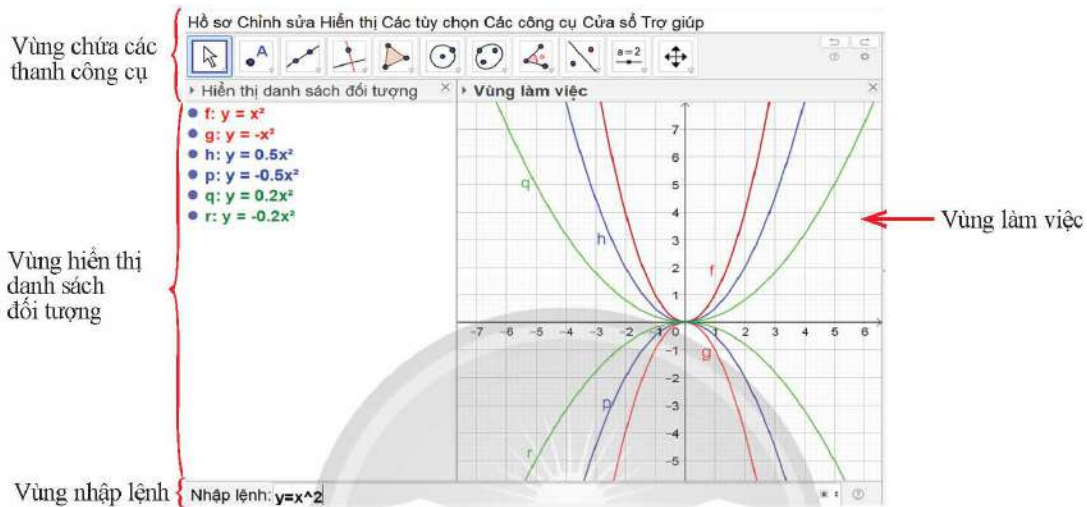 Hồ sơ Chỉnh sửa Hiển thị Các tùy chọn Các công cụ Cửa sổ Trợ giúp
Vùng chứa các
thanh công cụ
A
a=2
Hiển thị danh sách đối tượng
Vùng làm việc
f: y = x²
g: y = -x²
h: y = 0.5x²
p: y = -0.5x²
q: y = 0.2x²
r: y = -0.2x²
Vùng hiển thị
danh sách
đối tượng
7
6
5
4
3
2
1
-7 -6 -5 -4 -3 -2 -1 0 1 2 3 4 5 6
-1
-2
-3
-4
-5
q
h
f
g
p
r
Vùng làm việc
Vùng nhập lệnh
Nhập lệnh: y=x^2